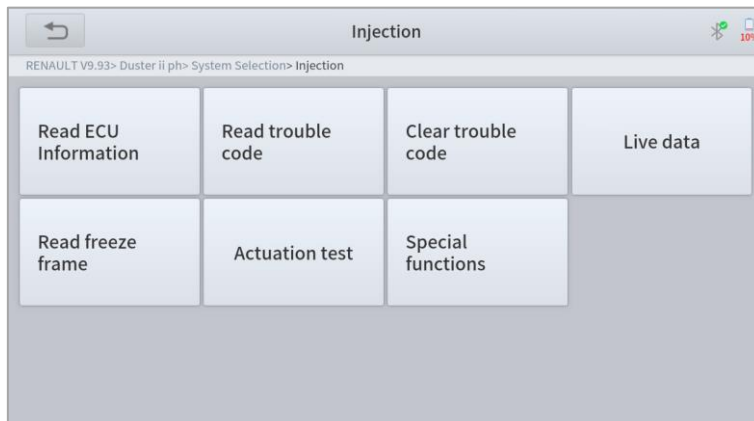 Injection
10%
RENAULT V9.93> Duster ii ph> System Selection> Injection
Read ECU
Information
Read trouble
code
Clear trouble
code
Live data
Read freeze
frame
Actuation test
Special
functions